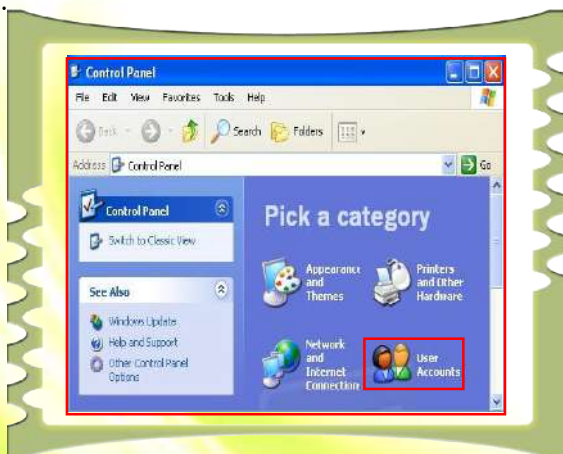 .
Control Panel
File Edit View Favorites Tools Help
Back Search Folders
Address Control Panel Go
Control Panel
Switch to Classic View
See Also
Windows Update
Help and Support
Other Control Panel
Options
Pick a category
Appearance
and
Themes
Printers
and Other
Hardware
Network
and
Internet
Connection
User
Accounts